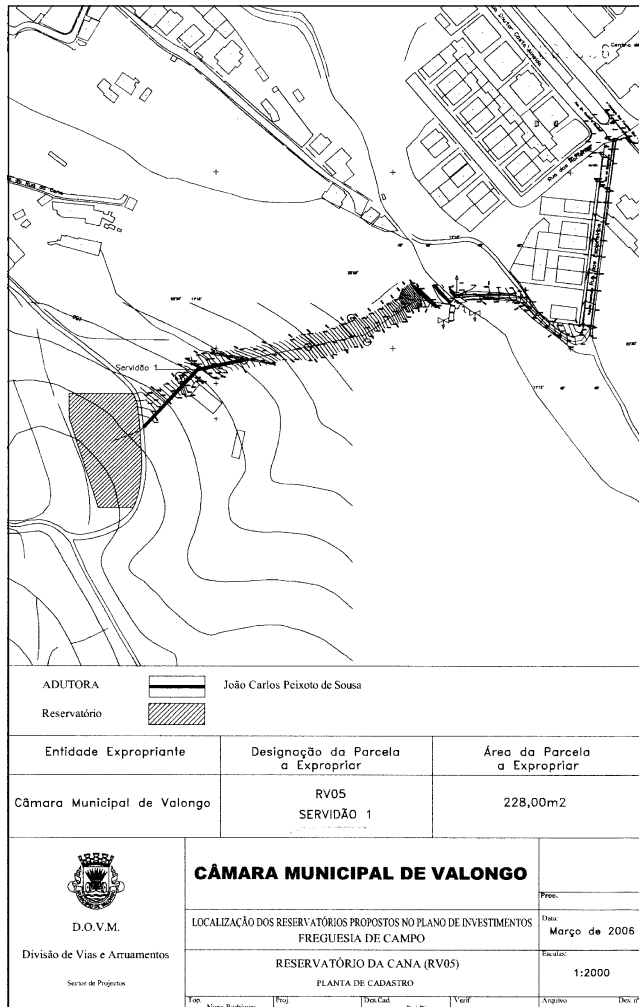 Servidão 1
ADUTORA
João Carlos Peixoto de Sousa
Reservatório
Entidade Expropriante
Designação da Parcela
a Expropriar
Área da Parcela
a Expropriar
Câmara Municipal de Valongo
RV05
SERVIDÃO 1
228,00m2
CÂMARA MUNICIPAL DE VALONGO
Proc.
D.O.V.M.
Divisão de Vias e Arruamentos
Sector de Projectos
LOCALIZAÇÃO DOS RESERVATÓRIOS PROPOSTOS NO PLANO DE INVESTIMENTOS
FREGUESIA DE CAMPO
Data:
Março de 2006
RESERVATÓRIO DA CANA (RV05)
PLANTA DE CADASTRO
Escalas:
1:2000
Top.
Proj.
Des.Cad.
Verif.
Arquivo